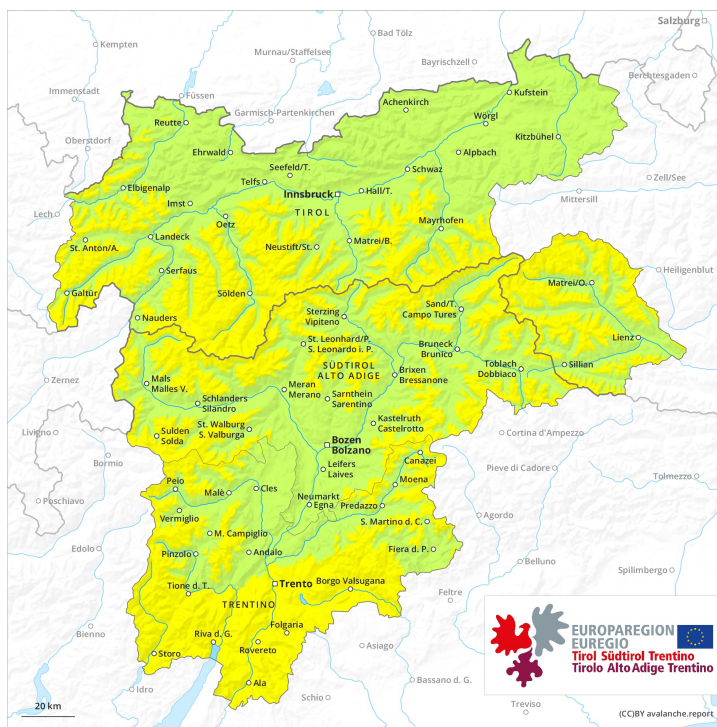 Salzburg
Kempten
Bad Tölz
Murnau/Staffelsee
Bayrischzell
Berchtesgaden
Immenstadt
Füssen
Kufstein
Garmisch-Partenkirchen
Achenkirch
Wörgl
Reutte
Oberstdorf
Kitzbühel
Ehrwald
Alpbach
Seefeld/T.
Schwaz
Telfs
Zell/See
Elbigenalp
Innsbruck
Hall/T.
Mittersill
Imst
TIROL
Lech
Oetz
Mayrhofen
Landeck
St. Anton/A.
Neustift/St.
Matrei/B.
Serfaus
Heiligenblut
Matrei/O.
Galtür
Sölden
Sand/T.
Campo Tures
Nauders
Sterzing
Vipiteno
Lienz
St. Leonhard/P.
S. Leonardo i. P.
Bruneck
Brunico
Toblach
Dobbiaco
Sillian
SÜDTIROL
ALTO ADIGE
Brixen
Bressanone
Zernez
Mals
Malles V.
Meran
Merano
Schlanders
Silandro
Sarnthein
Sarentino
St. Walburg
S. Valburga
Kastelruth
Castelrotto
Livigno
Sulden
Solda
Cortina d'Ampezzo
Bozen
Bolzano
Bormio
Canazei
Leifers
Laives
Pieve di Cadore
Tolmezzo
Peio
Moena
Malè
Cles
Poschiavo
Neumarkt
Egna
Predazzo
Vermiglio
S. Martino d. C.
Agordo
M. Campiglio
Edolo
Pinzolo
Andalo
Fiera d. P.
Belluno
Spilimbergo
Tione d. T.
Trento
Borgo Valsugana
Feltre
TRENTINO
Folgaria
Bienno
Riva d. G.
Rovereto
Storo
Asiago
Idro
Ala
Schio
Bassano d. G.
Treviso
EUROPAREGION
EUREGIO
Tirol Südtirol Trentino
Tirolo Alto Adige Trentino
20 km
(CC)BY avalanche.report